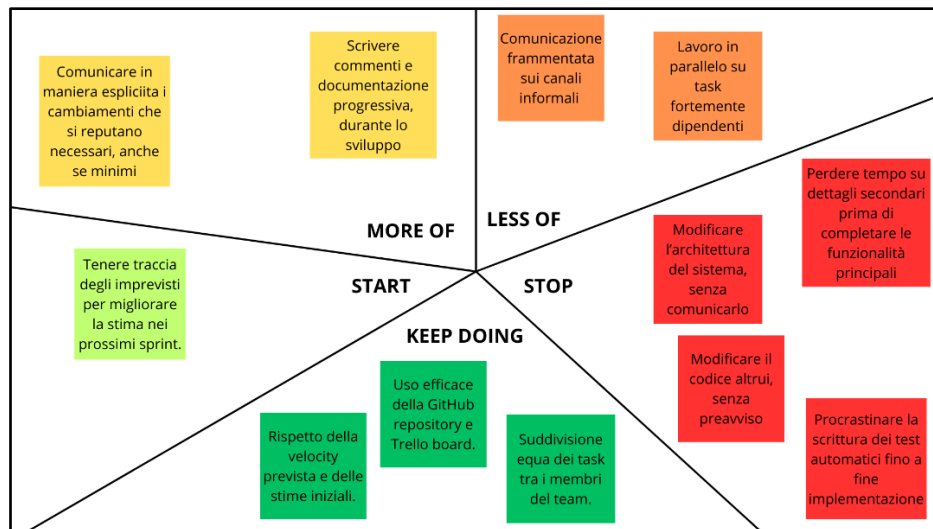 Comunicare in
maniera espliciita i
cambiamenti che
si reputano
necessari, anche
se minimi
Scrivere
commenti e
documentazione
progressiva,
durante lo
sviluppo
MORE OF
Comunicazione
frammentata
sui canali
informali
Lavoro in
parallelo su
task
fortemente
dipendenti
LESS OF
Tenere traccia
degli imprevisti
per migliorare
la stima nei
prossimi sprint.
START
STOP
Perdere tempo su
dettagli secondari
prima di
completare le
funzionalità
principali
Modificare
l'architettura
del sistema,
senza
comunicarlo
Modificare il
codice altrui,
senza
preavviso
Procrastinare la
scrittura dei test
automatici fino a
fine
implementazione
KEEP DOING
Rispetto della
velocity
prevista e delle
stime iniziali.
Uso efficace
della GitHub
repository e
Trello board.
Suddivisione
equa dei task
tra i membri
del team.